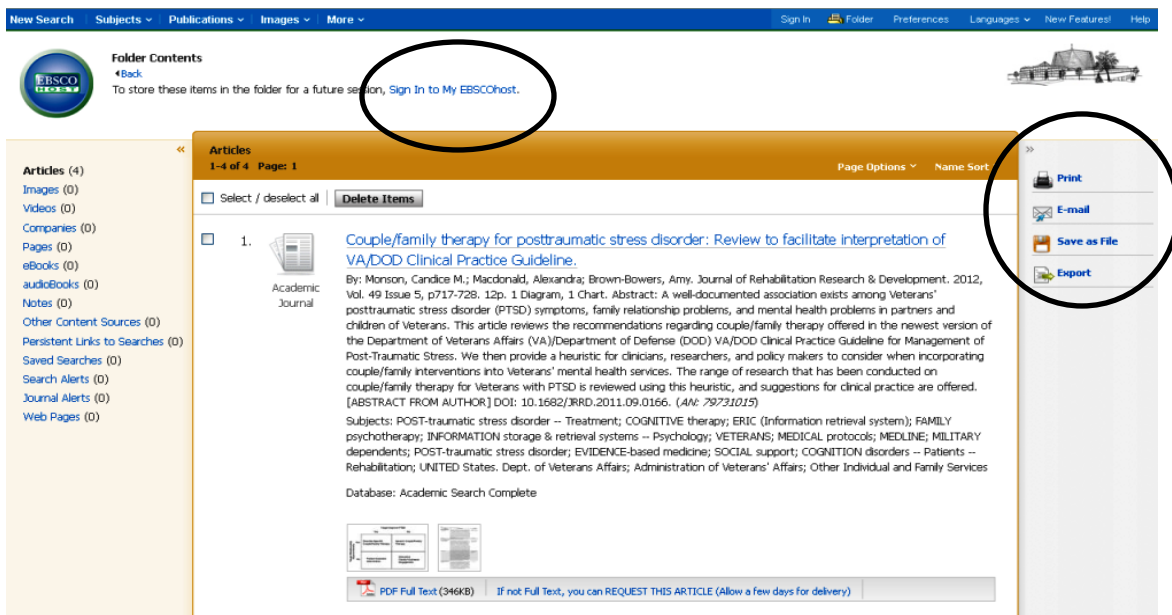 New Search Subjects Publications Images More Sign In Folder Preferences Languages New Features! Help
EBSCO
HOST
Folder Contents
Back
To store these items in the folder for a future session, Sign In to My EBSCOhost.
«
Articles (4)
Images (0)
Videos (0)
Companies (0)
Pages (0)
eBooks (0)
audioBooks (0)
Notes (0)
Other Content Sources (0)
Persistent Links to Searches (0)
Saved Searches (0)
Search Alerts (0)
Journal Alerts (0)
Web Pages (0)
Articles
1-4 of 4 Page: 1
Page Options Name Sort
Select / deselect all Delete Items
1.
Academic
Journal
Couple/family therapy for posttraumatic stress disorder: Review to facilitate interpretation of
VA/DOD Clinical Practice Guideline.
By: Monson, Candice M.; Macdonald, Alexandra; Brown-Bowers, Amy. Journal of Rehabilitation Research & Development. 2012,
Vol. 49 Issue 5, p717-728. 12p. 1 Diagram, 1 Chart. Abstract: A well-documented association exists among Veterans'
posttraumatic stress disorder (PTSD) symptoms, family relationship problems, and mental health problems in partners and
children of Veterans. This article reviews the recommendations regarding couple/family therapy offered in the newest version of
the Department of Veterans Affairs (VA)/Department of Defense (DOD) VA/DOD Clinical Practice Guideline for Management of
Post-Traumatic Stress. We then provide a heuristic for clinicians, researchers, and policy makers to consider when incorporating
couple/family interventions into Veterans' mental health services. The range of research that has been conducted on
couple/family therapy for Veterans with PTSD is reviewed using this heuristic, and suggestions for clinical practice are offered.
[ABSTRACT FROM AUTHOR] DOI: 10.1682/JRRD.2011.09.0166. (AN: 79731015)
Subjects: POST-traumatic stress disorder -- Treatment; COGNITIVE therapy; ERIC (Information retrieval system); FAMILY
psychotherapy; INFORMATION storage & retrieval systems -- Psychology; VETERANS; MEDICAL protocols; MEDLINE; MILITARY
dependents; POST-traumatic stress disorder; EVIDENCE-based medicine; SOCIAL support; COGNITION disorders -- Patients --
Rehabilitation; UNITED States. Dept. of Veterans Affairs; Administration of Veterans' Affairs; Other Individual and Family Services
Database: Academic Search Complete
PDF Full Text (346KB) If not Full Text, you can REQUEST THIS ARTICLE (Allow a few days for delivery)
»
Print
E-mail
Save as File
Export